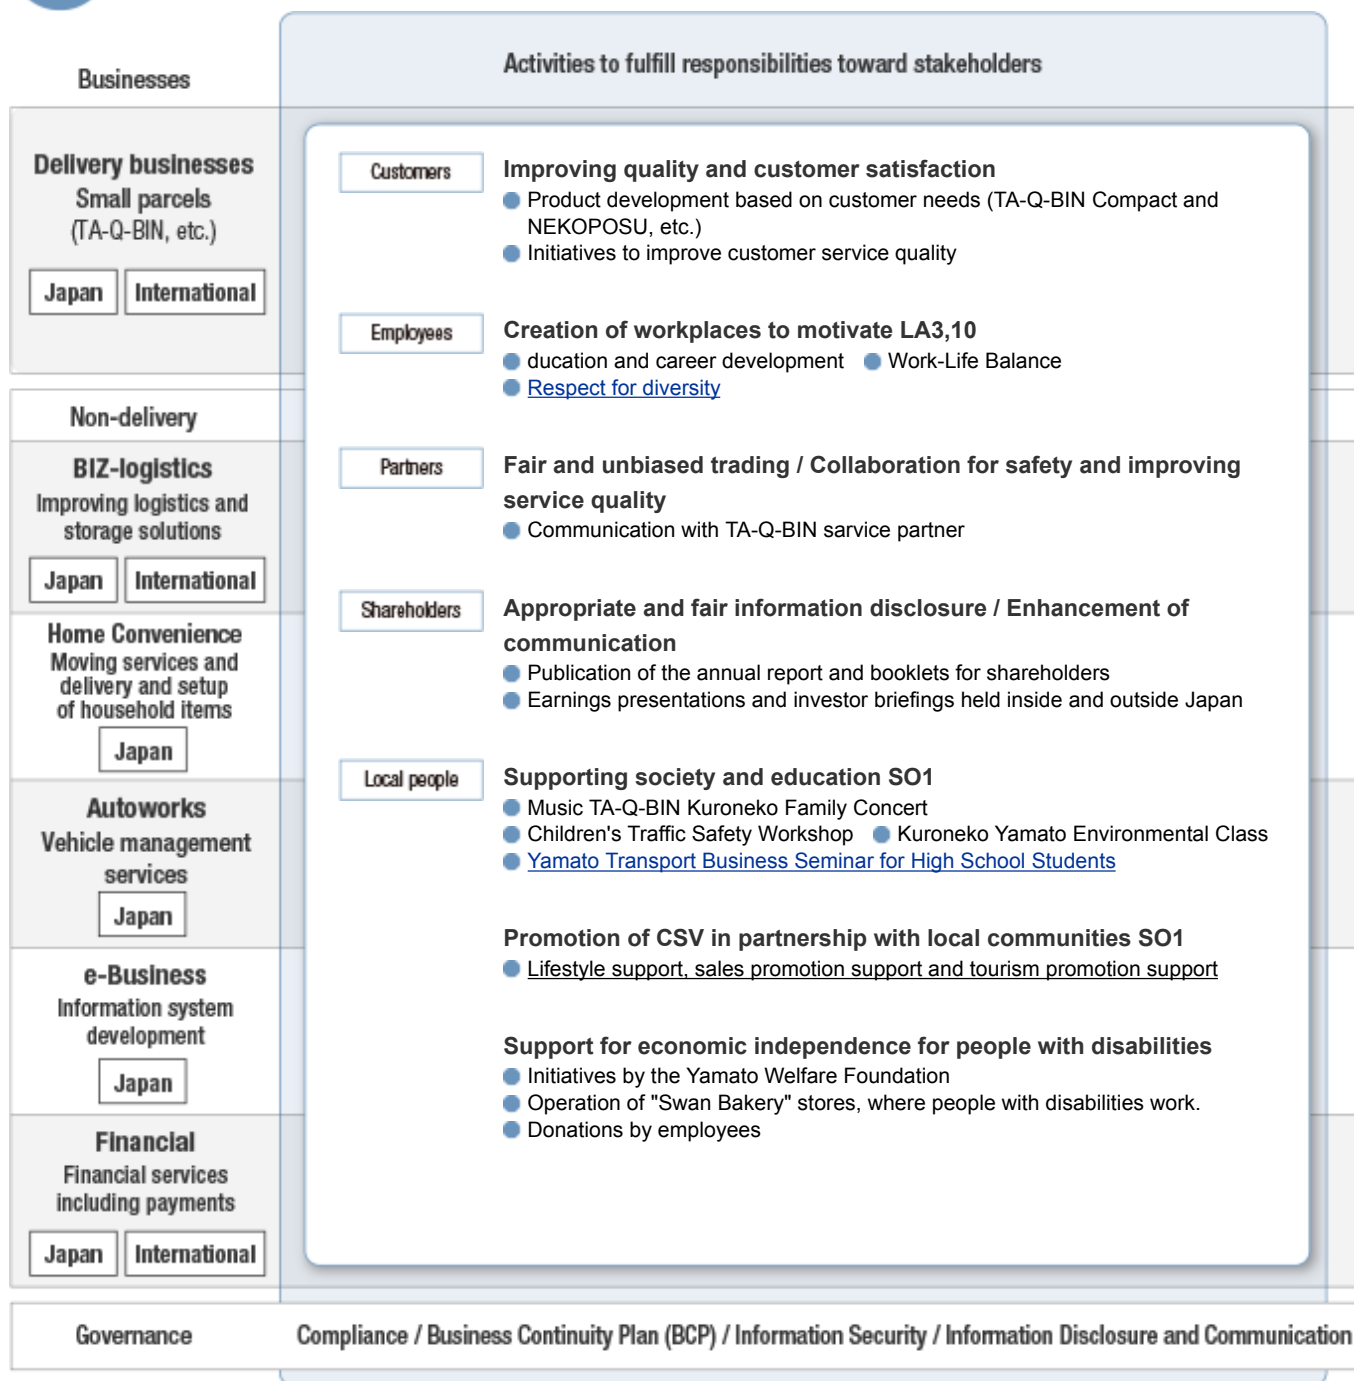 Businesses
Activities to fulfill responsibilities toward stakeholders
Delivery businesses
Small parcels
(TA-Q-BIN, etc.)
Japan International
Non-delivery
BIZ-logistics
Improving logistics and
storage solutions
Japan International
Home Convenience
Moving services and
delivery and setup
of household items
Japan
Autoworks
Vehicle management
services
Japan
e-Business
Information system
development
Japan
Financial
Financial services
including payments
Japan International
Customers
Improving quality and customer satisfaction
Product development based on customer needs (TA-Q-BIN Compact and
NEKOPOSU, etc.)
Initiatives to improve customer service quality
Employees
Creation of workplaces to motivate LA3,10
ducation and career development Work-Life Balance
Respect for diversity
Partners
Fair and unbiased trading / Collaboration for safety and improving
service quality
Communication with TA-Q-BIN sarvice partner
Shareholders
Appropriate and fair information disclosure / Enhancement of
communication
Publication of the annual report and booklets for shareholders
Earnings presentations and investor briefings held inside and outside Japan
Local people
Supporting society and education SO1
Music TA-Q-BIN Kuroneko Family Concert
Children's Traffic Safety Workshop Kuroneko Yamato Environmental Class
Yamato Transport Business Seminar for High School Students
Promotion of CSV in partnership with local communities SO1
Lifestyle support, sales promotion support and tourism promotion support
Support for economic independence for people with disabilities
Initiatives by the Yamato Welfare Foundation
Operation of "Swan Bakery" stores, where people with disabilities work.
Donations by employees
Governance
Compliance / Business Continuity Plan (BCP) / Information Security / Information Disclosure and Communication